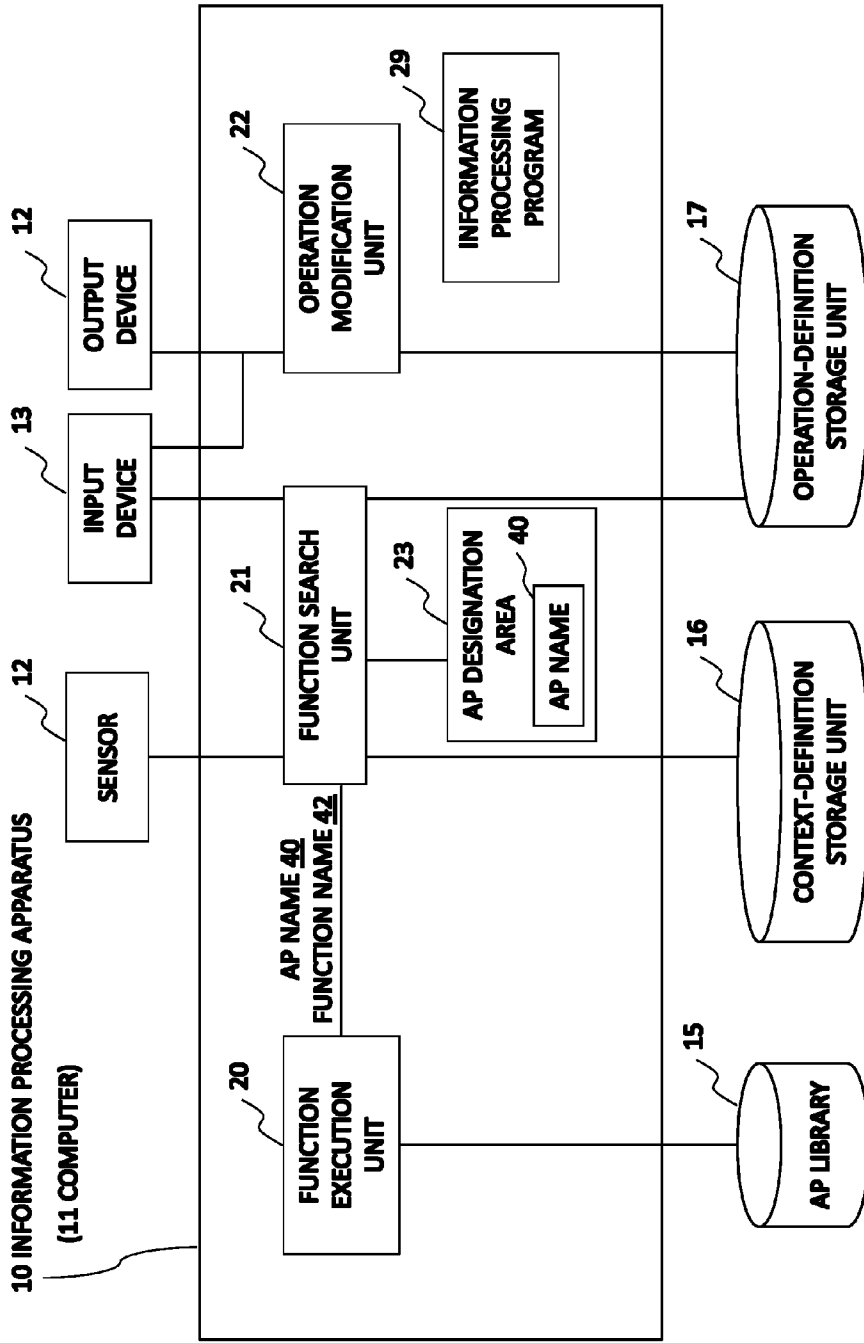 10 INFORMATION PROCESSING APPARATUS
(11 COMPUTER)
12
SENSOR
13
INPUT
DEVICE
12
OUTPUT
DEVICE
20
FUNCTION
EXECUTION
UNIT
AP NAME 40
FUNCTION NAME 42
21
FUNCTION SEARCH
UNIT
22
OPERATION
MODIFICATION
UNIT
23
AP DESIGNATION
AREA
40
AP NAME
29
INFORMATION
PROCESSING
PROGRAM
15
AP LIBRARY
16
CONTEXT-DEFINITION
STORAGE UNIT
17
OPERATION-DEFINITION
STORAGE UNIT